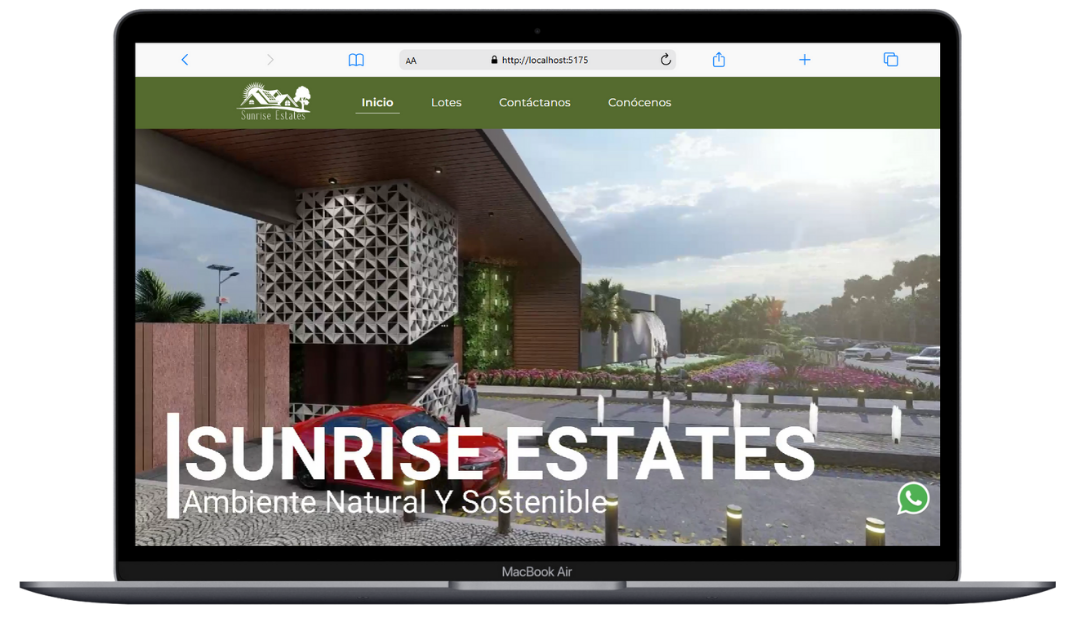 AA
http://localhost:5175
Sunrise Estates
Inicio
Lotes
Contáctanos
Conócenos
SUNRISE ESTATES
Ambiente Natural Y Sostenible
MacBook Air